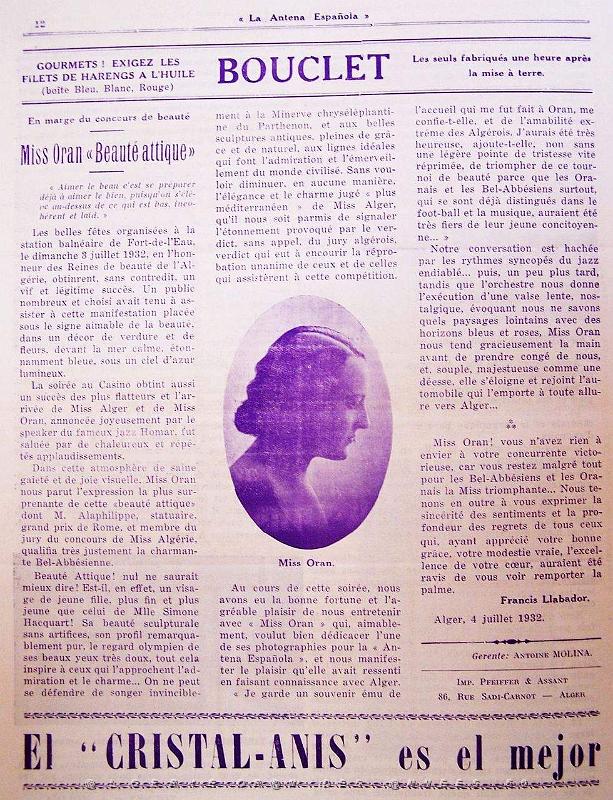 12
« La Antena Española »
GOURMETS ! EXIGEZ LES
FILETS DE HARENGS A L'HUILE
(boîte Bleu, Blanc, Rouge)
BOUCLET
Les seuls fabriqués une heure après
la mise à terre.
En marge du concours de beauté
Miss Oran « Beauté attique »
« Aimer le beau c'est se préparer
déjà à aimer le bien, puisqu'on s'élè-
ve au-dessus de ce qui est bas, inco-
hérent et laid. »
Les belles fêtes organisées à la
station balnéaire de Fort-de-l'Eau,
le dimanche 3 juillet 1932, en l'hon-
neur des Reines de beauté de l'Al-
gérie, obtinrent, sans contredit, un
vif et légitime succès. Un public
nombreux et choisi avait tenu à as-
sister à cette manifestation placée
sous le signe aimable de la beauté,
dans un décor de verdure et de
fleurs, devant la mer calme, éton-
namment bleue, sous un ciel d'azur
lumineux.
La soirée au Casino obtint aussi
un succès des plus flatteurs et l'ar-
rivée de Miss Alger et de Miss
Oran, annoncée joyeusement par le
speaker du fameux jazz Homar, fut
saluée par de chaleureux et répé-
tés applaudissements.
Dans cette atmosphère de saine
gaieté et de joie visuelle, Miss Oran
nous parut l'expression la plus sur-
prenante de cette «beauté attique»
dont M. Alaphilippe, statuaire,
grand prix de Rome, et membre du
jury du concours de Miss Algérie,
qualifia très justement la charman-
te Bel-Abbésienne.
Beauté Attique! nul ne saurait
mieux dire! Est-il, en effet, un visa-
ge de jeune fille, plus fin et plus
jeune que celui de Mlle Simone
Hacquart! Sa beauté sculpturale
sans artifices, son profil remarqua-
blement pur, le regard olympien de
ses beaux yeux très doux, tout cela
inspire à ceux qui l'approchent l'ad-
miration et le charme... On ne peut
se défendre de songer invincible-
ment à la Minerve chryséléphanti-
ne du Parthenon, et aux belles
sculptures antiques, pleines de grâ-
ce et de naturel, aux lignes idéales
qui font l'admiration et l'émerveil-
lement du monde civilisé. Sans vou-
loir diminuer, en aucune manière,
l'élégance et le charme jugé « plus
méditerranéen » de Miss Alger,
qu'il nous soit permis de signaler
l'étonnement provoqué par le ver-
dict, sans appel, du jury algérois,
verdict qui eut à encourir la répro-
bation unanime de ceux et de celles
qui assistèrent à cette compétition.
Miss Oran.
Au cours de cette soirée, nous
avons eu la bonne fortune et l'a-
gréable plaisir de nous entretenir
avec « Miss Oran » qui, aimable-
ment, voulut bien dédicacer l'une
de ses photographies pour la « An-
tena Española », et nous manifes-
ter le plaisir qu'elle avait ressenti
en faisant connaissance avec Alger.
« Je garde un souvenir ému de
l'accueil qui me fut fait à Oran, me
confie-t-elle, et de l'amabilité ex-
trême des Algérois. J'aurais été très
heureuse, ajoute-t-elle, non sans
une légère pointe de tristesse vite
réprimée, de triompher de ce tour-
noi de beauté parce que les Ora-
nais et les Bel-Abbésiens surtout,
qui se sont déjà distingués dans le
foot-ball et la musique, auraient été
très fiers de leur jeune concitoyen-
ne... »
Notre conversation est hachée
par les rythmes syncopés du jazz
endiablé... puis, un peu plus tard,
tandis que l'orchestre nous donne
l'exécution d'une valse lente, nos-
talgique, évoquant nous ne savons
quels paysages lointains avec des
horizons bleus et roses, Miss Oran
nous tend gracieusement la main
avant de prendre congé de nous,
et, souple, majestueuse comme une
déesse, elle s'éloigne et rejoint l'au-
tomobile qui l'emporte à toute allu-
re vers Alger...
Miss Oran! vous n'avez rien à
envier à votre concurrente victo-
rieuse, car vous restez malgré tout
pour les Bel-Abbésiens et les Ora-
nais la Miss triomphante... Nous te-
nons en outre à vous exprimer la
sincérité des sentiments et la pro-
fondeur des regrets de tous ceux
qui, ayant apprécié votre bonne
grâce, votre modestie vraie, l'excel-
lence de votre cœur, auraient été
ravis de vous voir remporter la
palme.
Francis Llabador.
Alger, 4 juillet 1932.
Gerente: ANTOINE MOLINA.
IMP. PFEIFFER & ASSANT
86, RUE SADI-CARNOT — ALGER
El "CRISTAL-ANIS" es el mejor